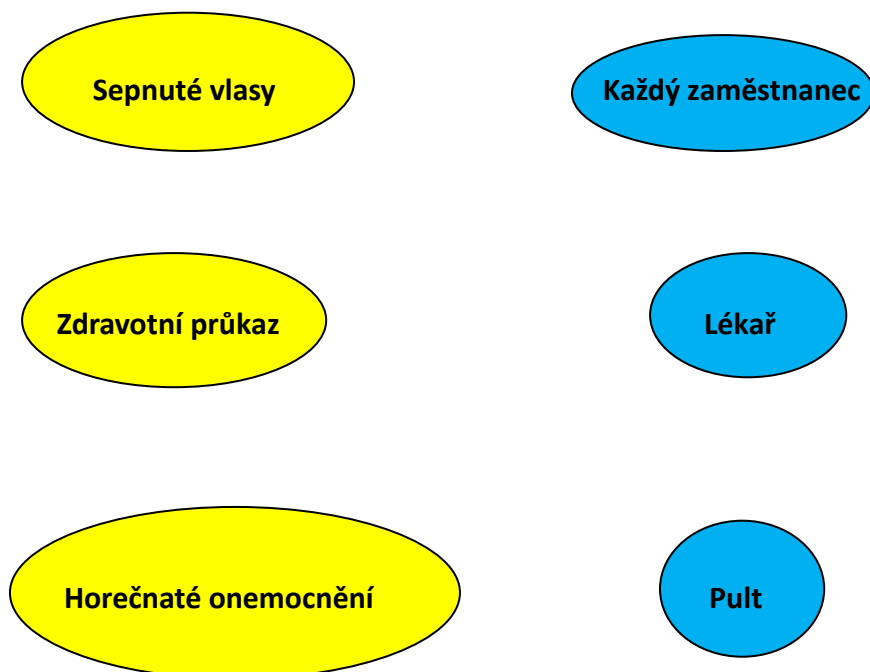 Sepnuté vlasy
Každý zaměstnanec
Zdravotní průkaz
Lékař
Horečnaté onemocnění
Pult